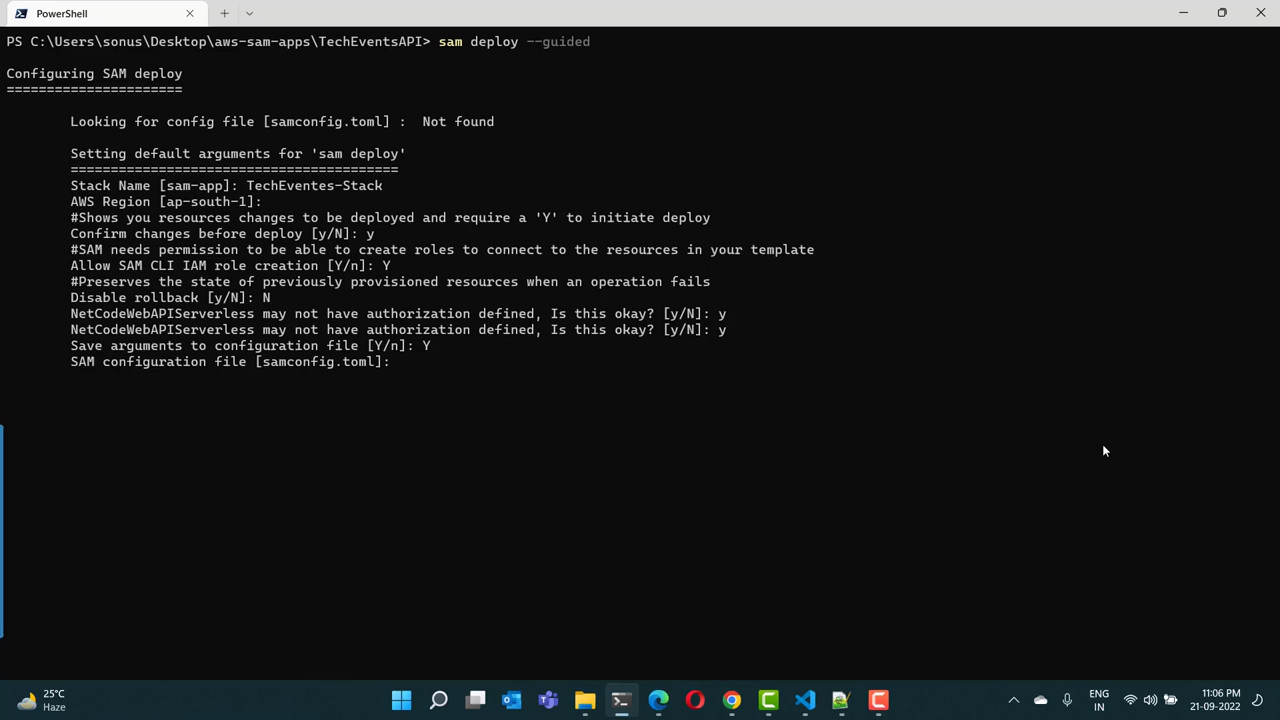 PowerShell
PS C:\Users\sonus\Desktop\aws-sam-apps\TechEventsAPI> sam deploy --guided
Configuring SAM deploy
======================
Looking for config file [samconfig.toml] :  Not found
Setting default arguments for 'sam deploy'
=========================================
Stack Name [sam-app]: TechEventes-Stack
AWS Region [ap-south-1]:
#Shows you resources changes to be deployed and require a 'Y' to initiate deploy
Confirm changes before deploy [y/N]: y
#SAM needs permission to be able to create roles to connect to the resources in your template
Allow SAM CLI IAM role creation [Y/n]: Y
#Preserves the state of previously provisioned resources when an operation fails
Disable rollback [y/N]: N
NetCodeWebAPIServerless may not have authorization defined, Is this okay? [y/N]: y
NetCodeWebAPIServerless may not have authorization defined, Is this okay? [y/N]: y
Save arguments to configuration file [Y/n]: Y
SAM configuration file [samconfig.toml]:
25°C
Haze
ENG
IN
11:06 PM
21-09-2022